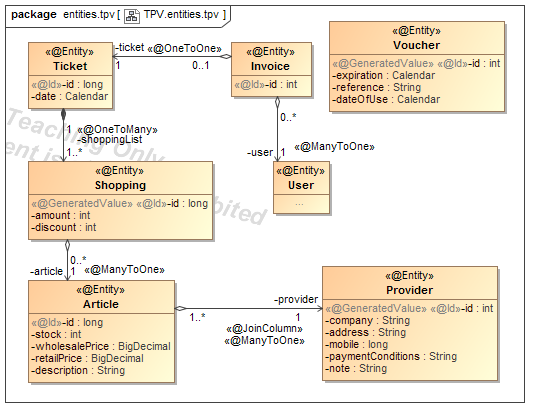 package entities.tpv [ TPV.entities.tpv ]
«@Entity»
Ticket
«@Id»-id : long
-date : Calendar
-ticket «@OneToOne»
1 0..1
«@Entity»
Invoice
«@Id»-id : int
«@Entity»
Voucher
«@GeneratedValue» «@Id»-id : int
-expiration : Calendar
-reference : String
-dateOfUse : Calendar
1 «@OneToMany»
-shoppingList
1..*
0..*
-user 1 «@ManyToOne»
«@Entity»
User
...
Teaching Only
«@Entity»
Shopping
«@GeneratedValue» «@Id»-id : long
-amount : int
-discount : int
0..*
-article 1 «@ManyToOne»
«@Entity»
Article
«@Id»-id : long
-stock : int
-wholesalePrice : BigDecimal
-retailPrice : BigDecimal
-description : String
-provider
1..* 1
«@JoinColumn»
«@ManyToOne»
«@Entity»
Provider
«@GeneratedValue» «@Id»-id : int
-company : String
-address : String
-mobile : long
-paymentConditions : String
-note : String